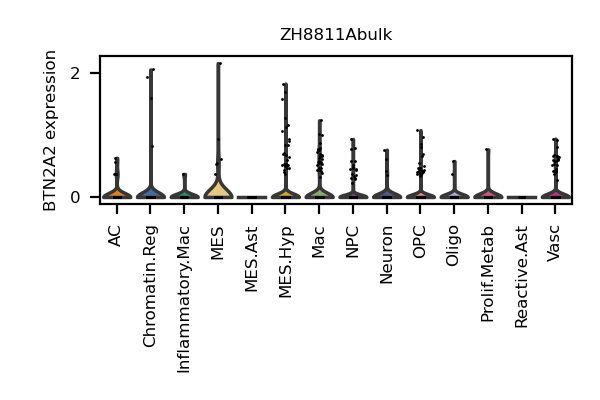 ZH8811Abulk
BTN2A2 expression
2
0
AC
Chromatin.Reg
Inflammatory.Mac
MES
MES.Ast
MES.Hyp
Mac
NPC
Neuron
OPC
Oligo
Prolif.Metab
Reactive.Ast
Vasc